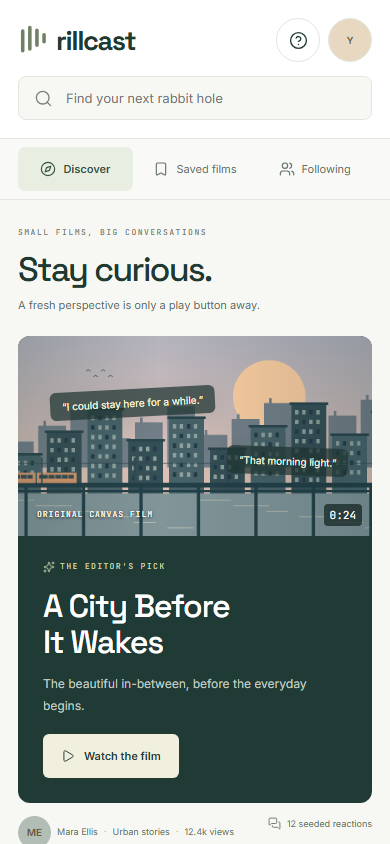 rillcast
Y
Find your next rabbit hole
Discover
Saved films
Following
SMALL FILMS, BIG CONVERSATIONS
Stay curious.
A fresh perspective is only a play button away.
"I could stay here for a while."
"That morning light."
ORIGINAL CANVAS FILM
0:24
THE EDITOR'S PICK
A City Before
It Wakes
The beautiful in-between, before the everyday
begins.
Watch the film
ME
Mara Ellis · Urban stories · 12.4k views
12 seeded reactions